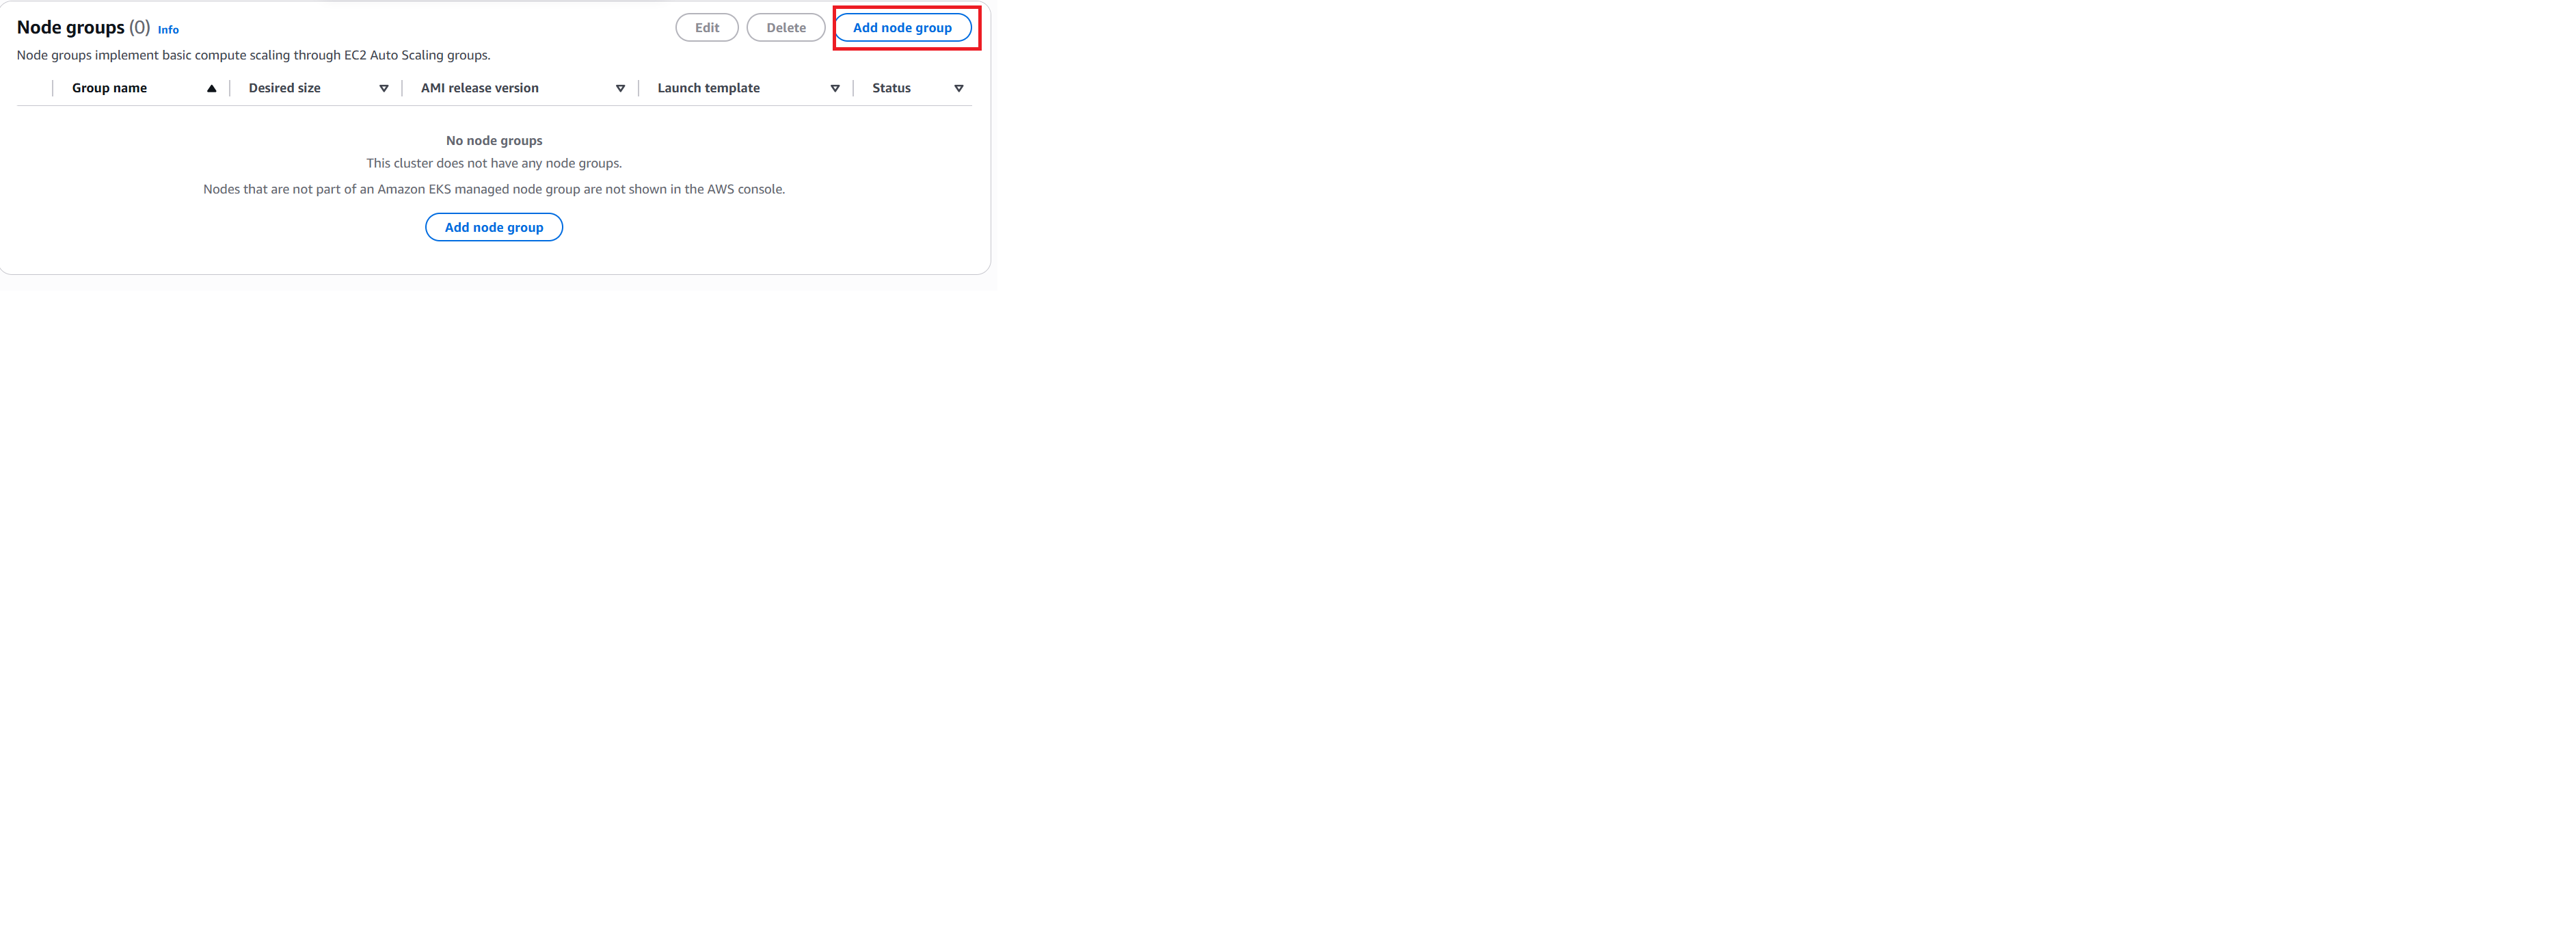 Node groups (0) Info
Edit
Delete
Add node group
Node groups implement basic compute scaling through EC2 Auto Scaling groups.
Group name
Desired size
AMI release version
Launch template
Status
No node groups
This cluster does not have any node groups.
Nodes that are not part of an Amazon EKS managed node group are not shown in the AWS console.
Add node group